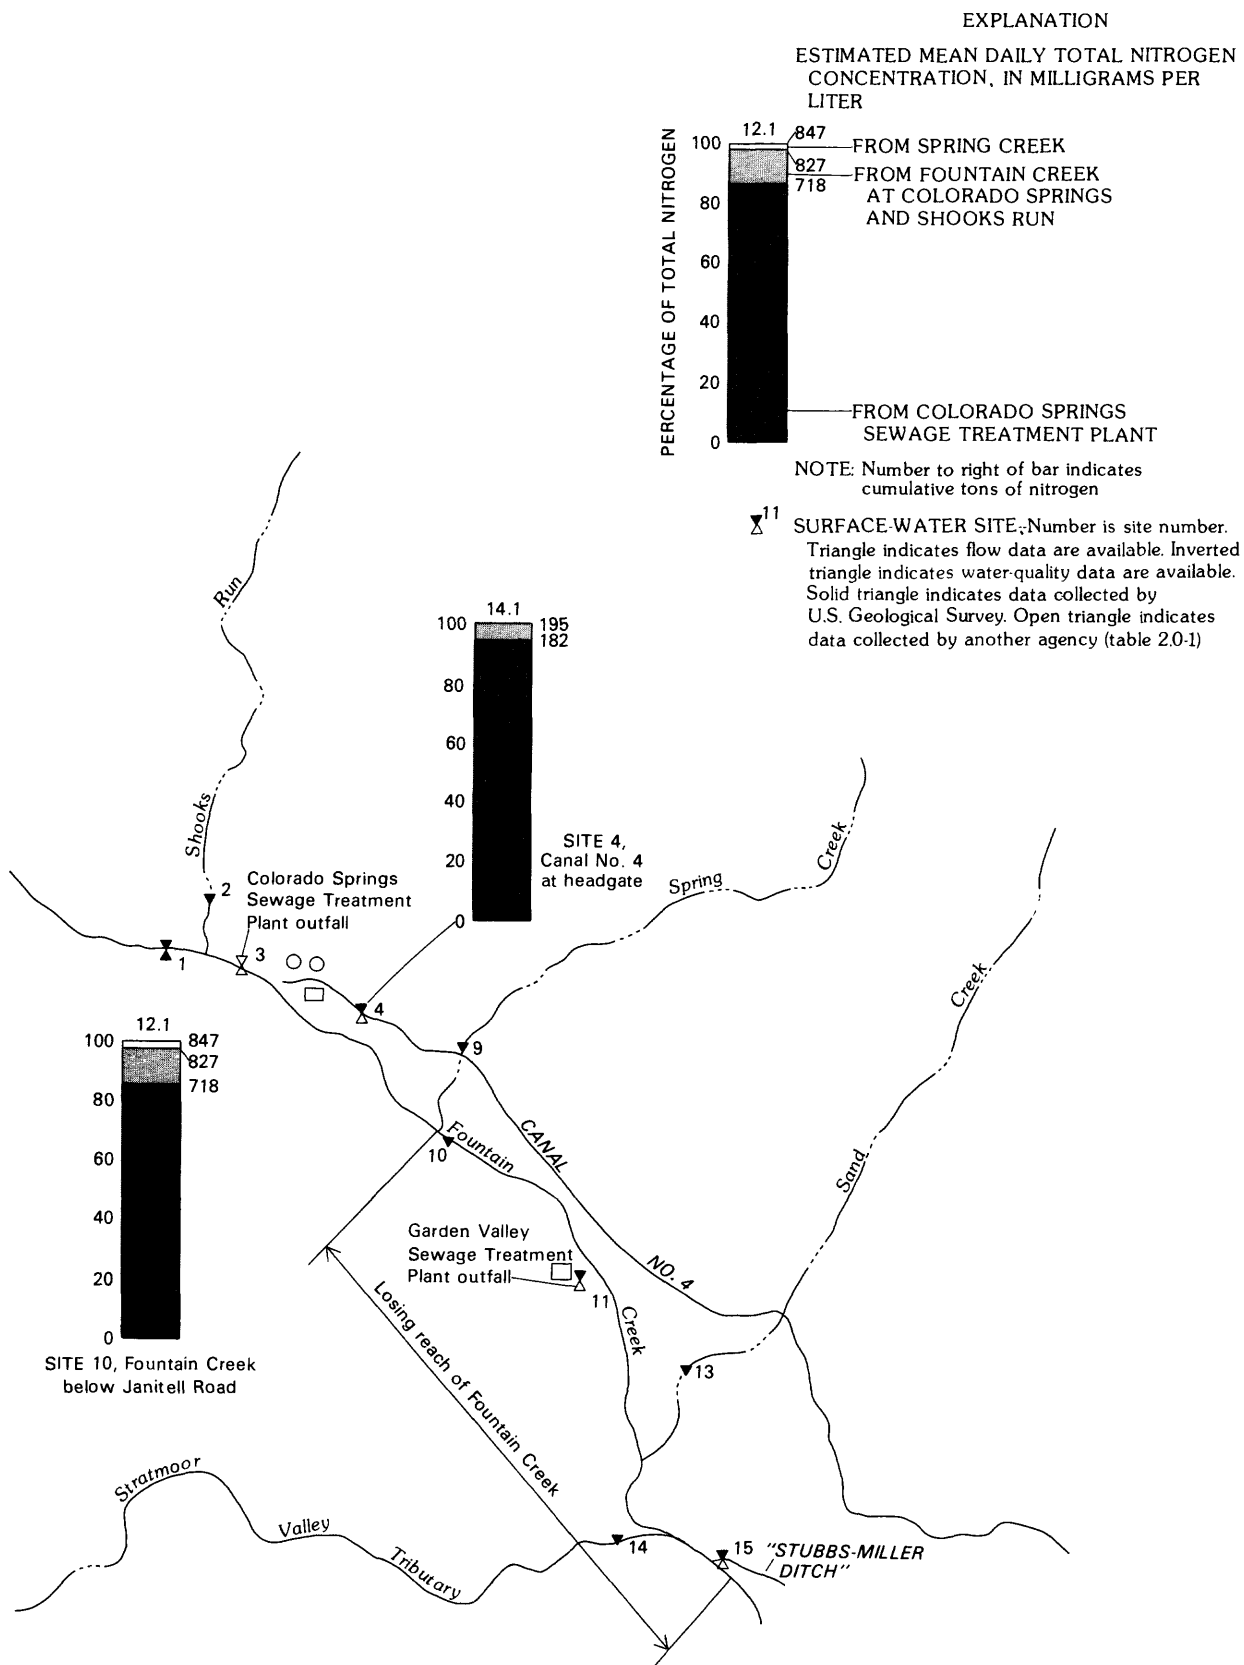 EXPLANATION
ESTIMATED MEAN DAILY TOTAL NITROGEN
CONCENTRATION, IN MILLIGRAMS PER
LITER
PERCENTAGE OF TOTAL NITROGEN
100
80
60
40
20
0
12.1
847
827
718
FROM SPRING CREEK
FROM FOUNTAIN CREEK
AT COLORADO SPRINGS
AND SHOOKS RUN
FROM COLORADO SPRINGS
SEWAGE TREATMENT PLANT
NOTE: Number to right of bar indicates
cumulative tons of nitrogen
11
SURFACE-WATER SITE-Number is site number.
Triangle indicates flow data are available. Inverted
triangle indicates water-quality data are available.
Solid triangle indicates data collected by
U.S. Geological Survey. Open triangle indicates
data collected by another agency (table 2.0-1)
Shooks Run
14.1
100
80
60
40
20
0
195
182
SITE 4,
Canal No. 4
at headgate
2
Colorado Springs
Sewage Treatment
Plant outfall
1
3
4
9
Spring Creek
Sand Creek
12.1
100
80
60
40
20
0
847
827
718
SITE 10, Fountain Creek
below Janitell Road
10
Fountain Creek
CANAL NO. 4
Garden Valley
Sewage Treatment
Plant outfall
11
13
Losing reach of Fountain Creek
Stratmoor Valley Tributary
14
15
"STUBBS-MILLER
DITCH"